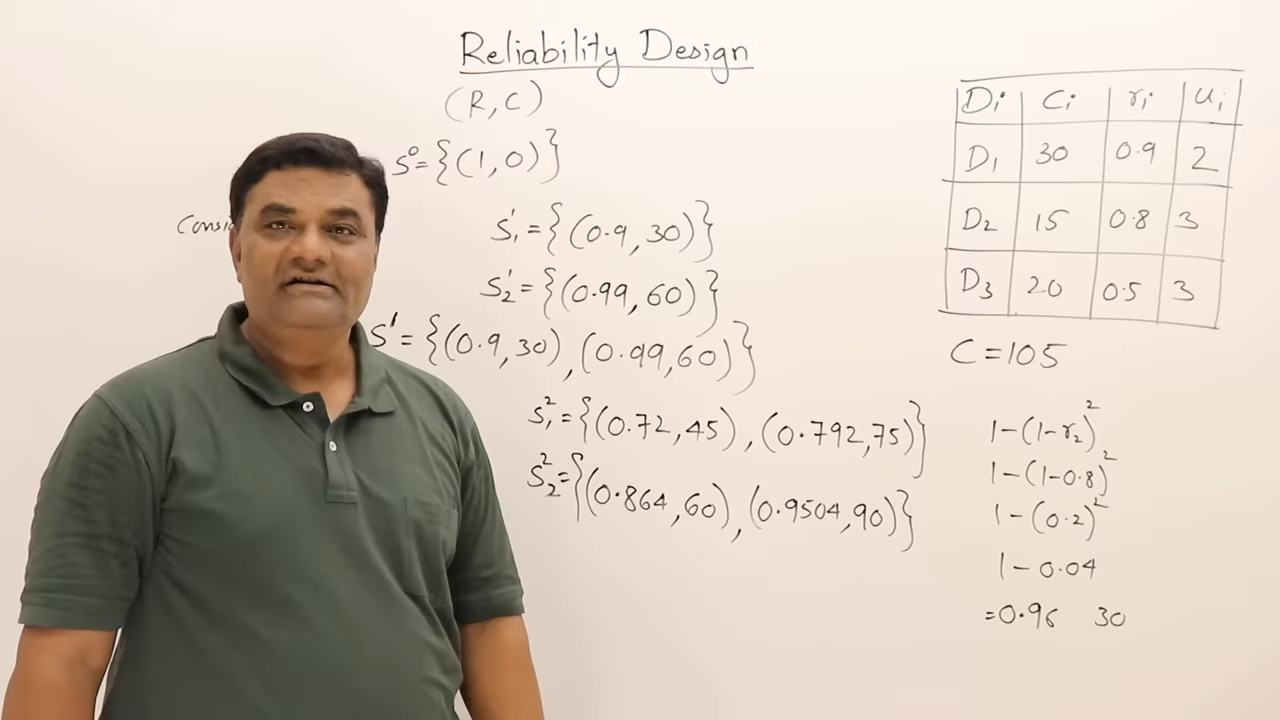 Reliability Design
(R, C)
S⁰={(1,0)}
Consi
S¹₁={(0.9,30)}
S¹₂={(0.99,60)}
S¹={(0.9,30),(0.99,60)}
S²₁={(0.72,45),(0.792,75)}
S²₂={(0.864,60),(0.9504,90)}
Di Ci ri ui
D1 30 0.9 2
D2 15 0.8 3
D3 20 0.5 3
C=105
1-(1-r₂)²
1-(1-0.8)²
1-(0.2)²
1-0.04
=0.96 30